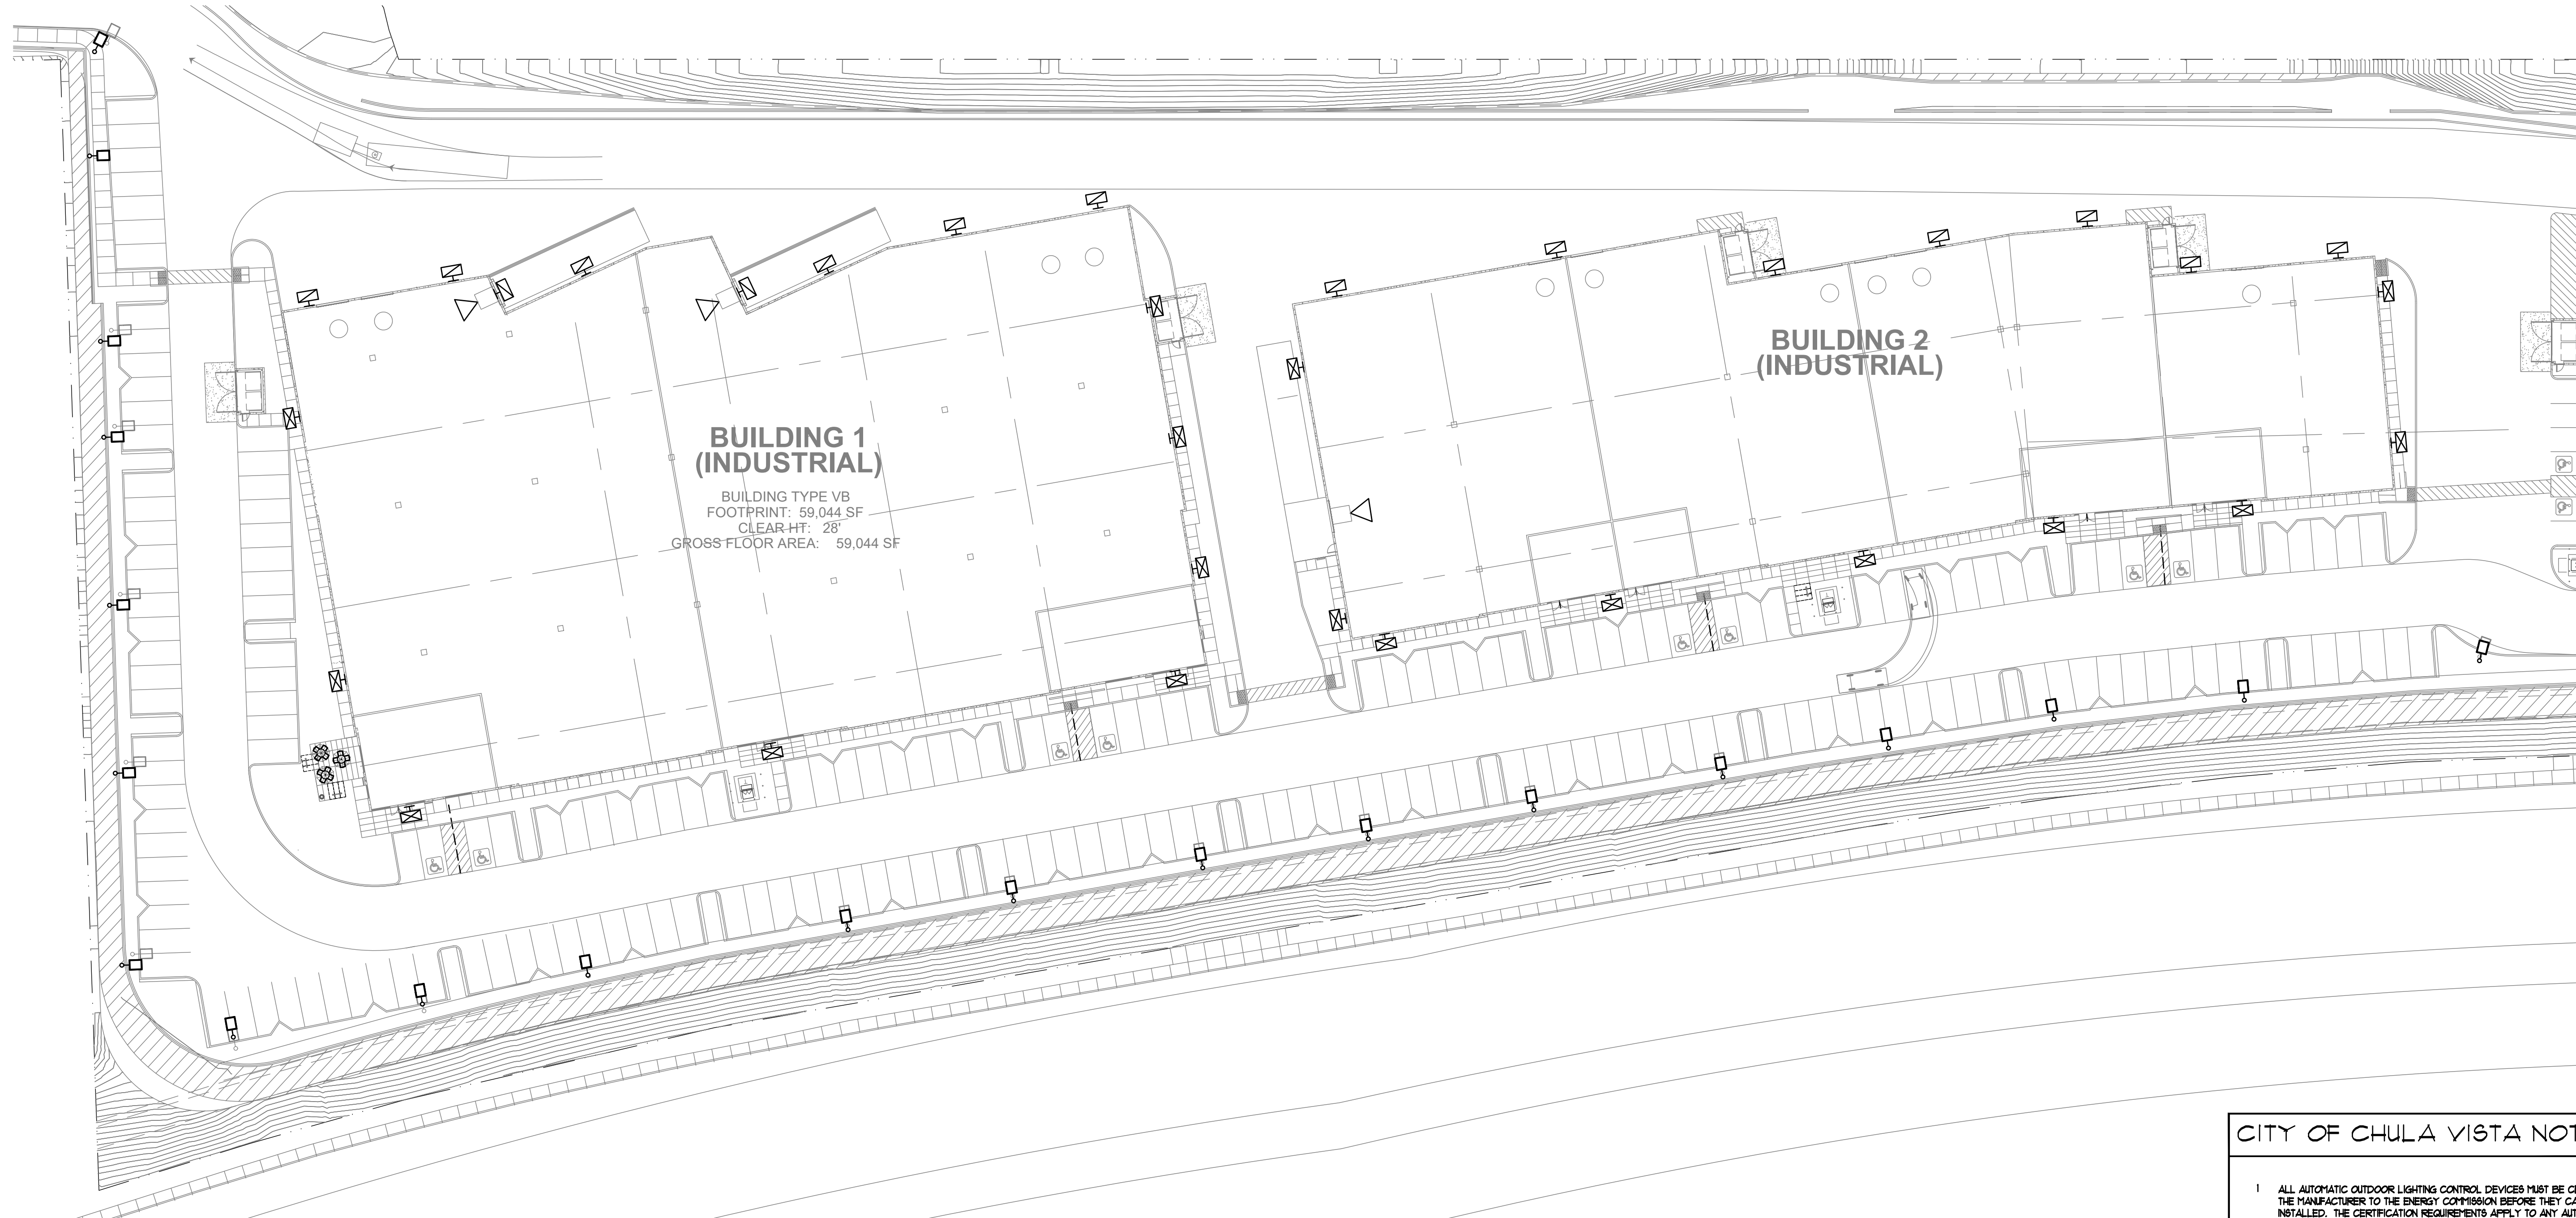 BUILDING 1
(INDUSTRIAL)
BUILDING TYPE VB
FOOTPRINT: 59,044 SF
CLEAR HT: 28'
GROSS FLOOR AREA: 59,044 SF
BUILDING 2
(INDUSTRIAL)
CITY OF CHULA VISTA NOT
1 ALL AUTOMATIC OUTDOOR LIGHTING CONTROL DEVICES MUST BE CE
THE MANUFACTURER TO THE ENERGY COMMISSION BEFORE THEY CA
INSTALLED. THE CERTIFICATION REQUIREMENTS APPLY TO ANY AUT